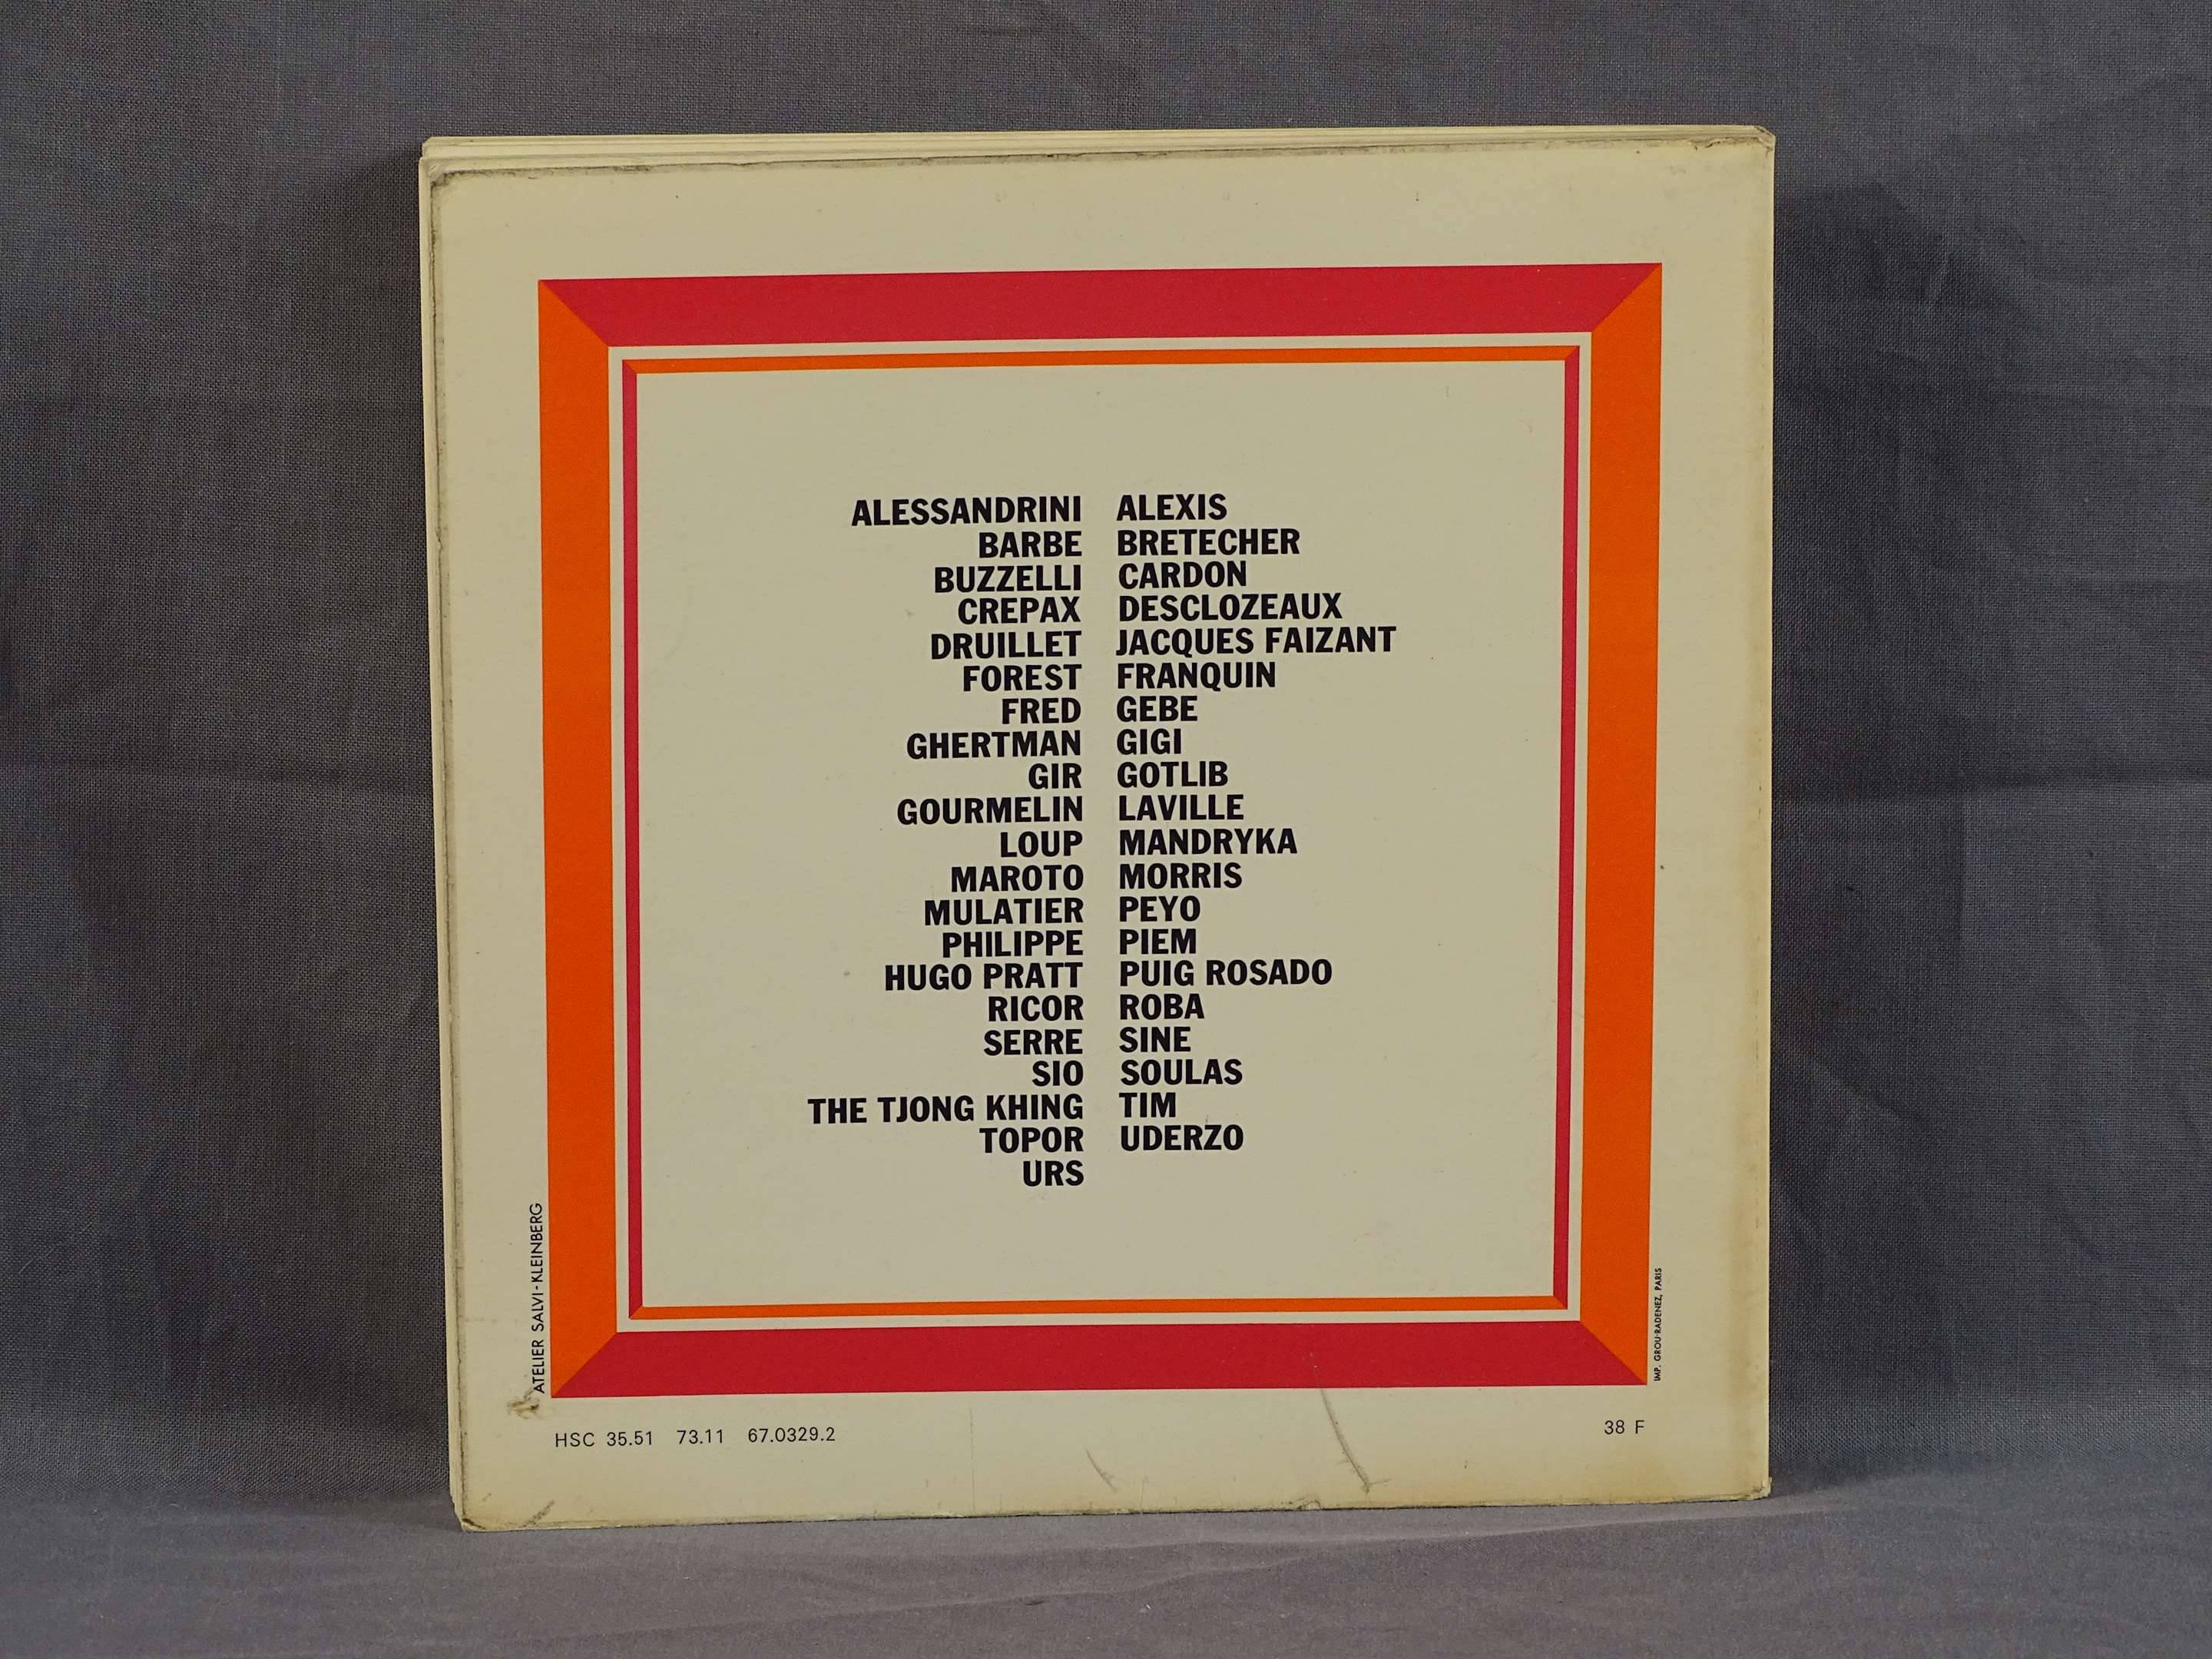 ALESSANDRINI ALEXIS
BARBE BRETECHER
BUZZELLI CARDON
CREPAX DESCLOZEAUX
DRUILLET JACQUES FAIZANT
FOREST FRANQUIN
FRED GEBE
GHERTMAN GIGI
GIR GOTLIB
GOURMELIN LAVILLE
LOUP MANDRYKA
MAROTO MORRIS
MULATIER PEYO
PHILIPPE PIEM
HUGO PRATT PUIG ROSADO
RICOR ROBA
SERRE SINE
SIO SOULAS
THE TJONG KHING TIM
TOPOR UDERZO
URS
ATELIER SALVI-KLEINBERG
IMP. GROU-RADENEZ, PARIS
HSC 35.51 73.11 67.0329.2
38 F